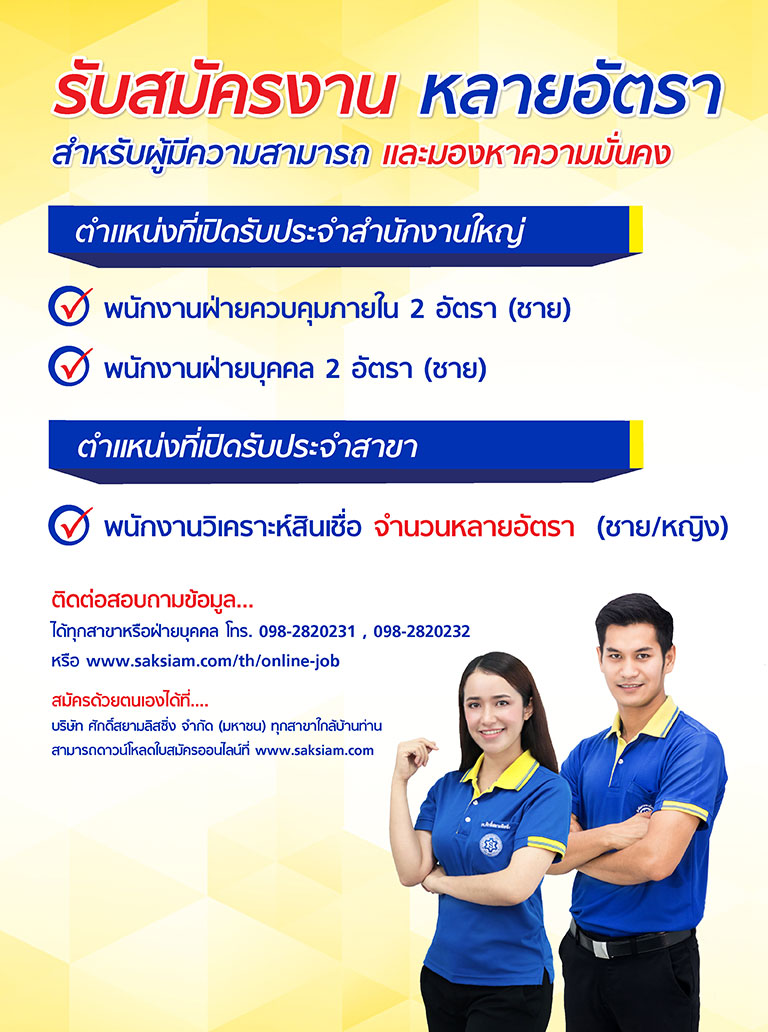 รับสมัครงาน หลายอัตรา
สำหรับผู้มีความสามารถ และมองหาความมั่นคง
ตำแหน่งที่เปิดรับประจำสำนักงานใหญ่
พนักงานฝ่ายควบคุมภายใน 2 อัตรา (ชาย)
พนักงานฝ่ายบุคคล 2 อัตรา (ชาย)
ตำแหน่งที่เปิดรับประจำสาขา
พนักงานวิเคราะห์สินเชื่อ จำนวนหลายอัตรา (ชาย/หญิง)
ติดต่อสอบถามข้อมูล...
ได้ทุกสาขาหรือฝ่ายบุคคล โทร. 098-2820231 , 098-2820232
หรือ www.saksiam.com/th/online-job
สมัครด้วยตนเองได้ที่....
บริษัท ศักดิ์สยามลิสซิ่ง จำกัด (มหาชน) ทุกสาขาใกล้บ้านท่าน
สามารถดาวน์โหลดใบสมัครออนไลน์ที่ www.saksiam.com